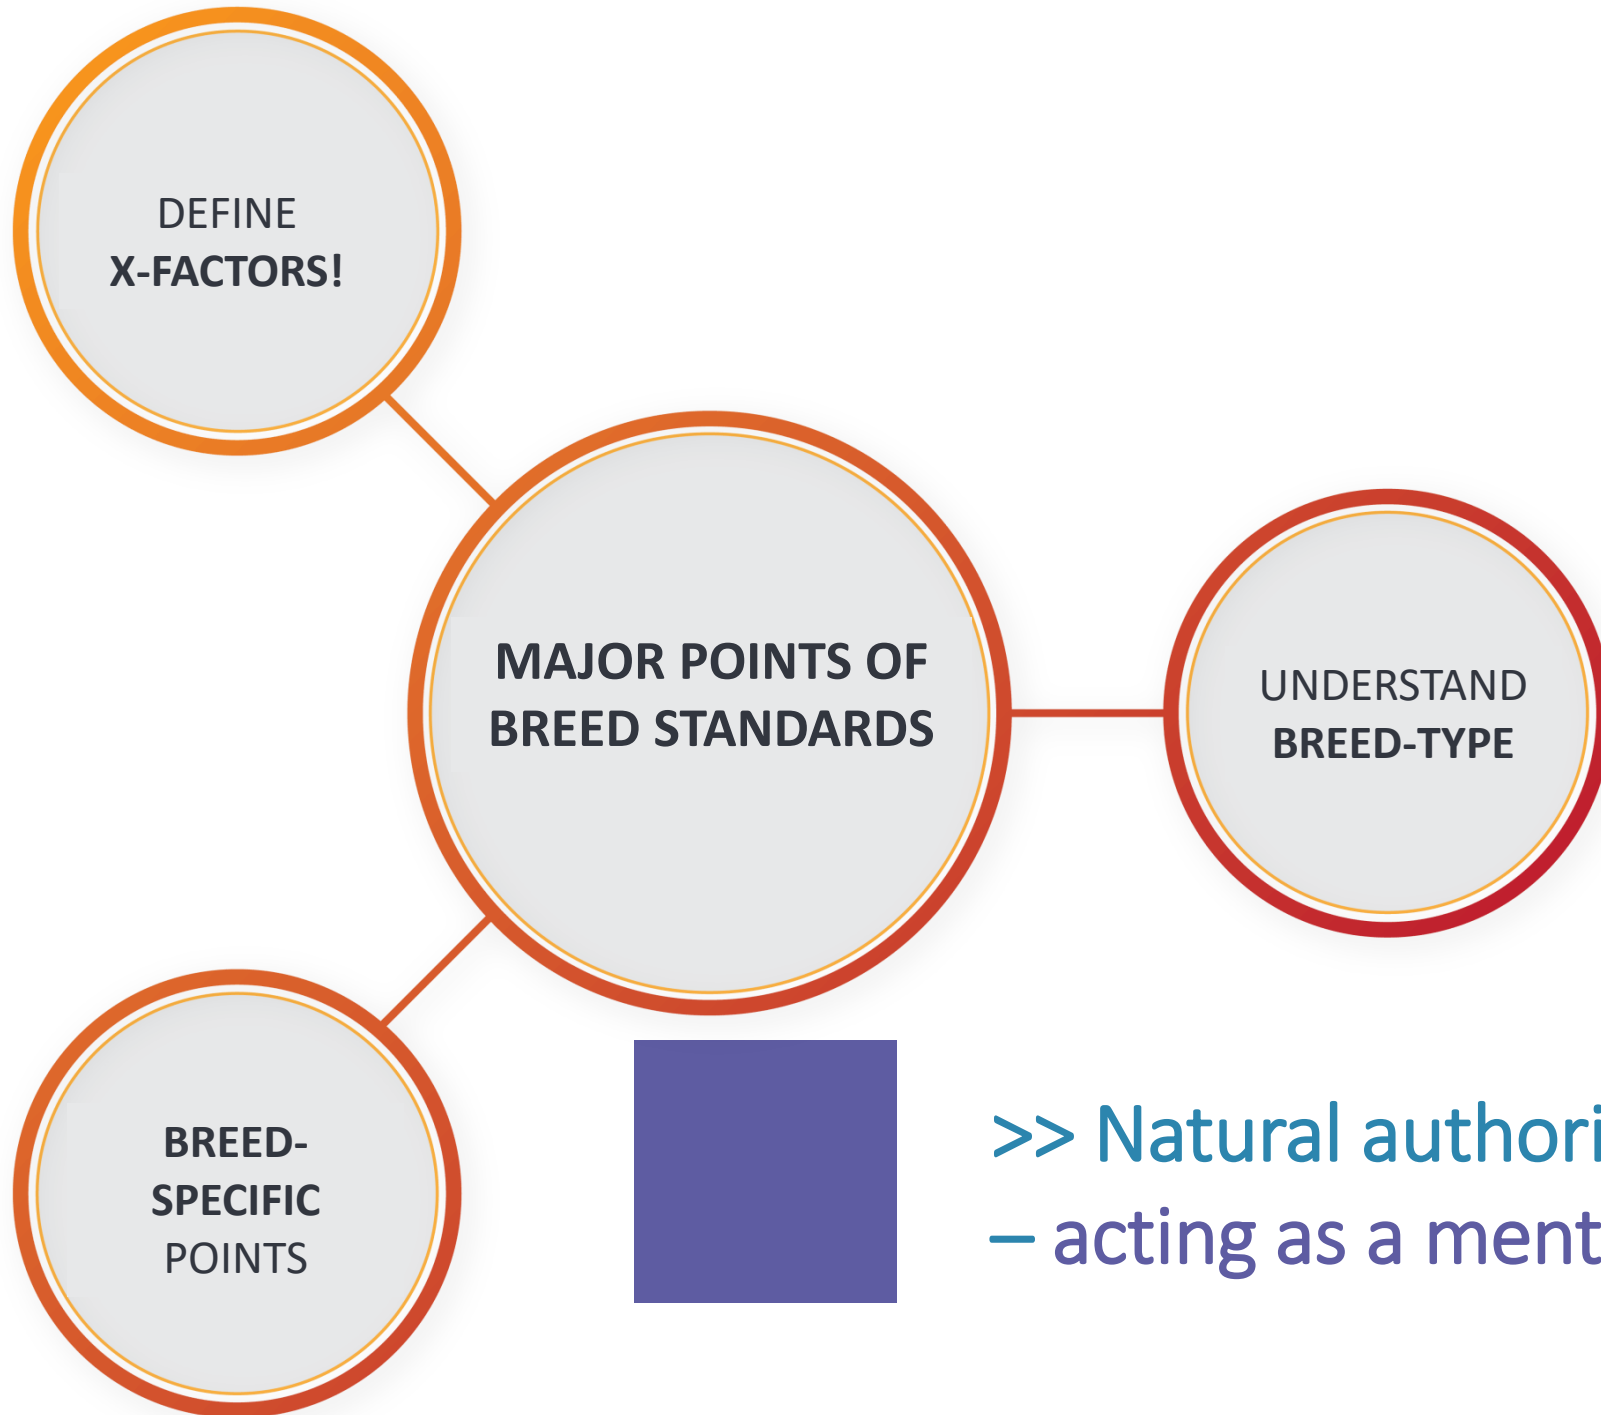 DEFINE
X-FACTORS!
MAJOR POINTS OF
BREED STANDARDS
UNDERSTAND
BREED-TYPE
BREED-
SPECIFIC
POINTS
>> Natural
– acting as a